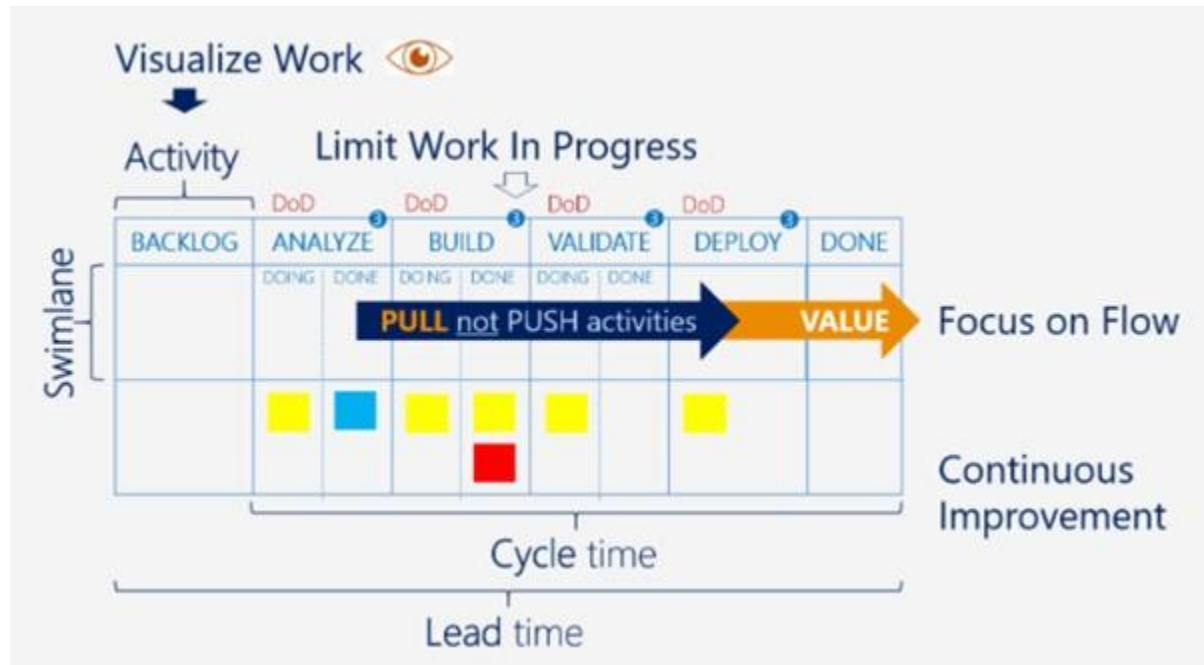 Visualize Work
Activity
Limit Work In Progress
DoD DoD DoD DoD
3 3 3 3
BACKLOG ANALYZE BUILD VALIDATE DEPLOY DONE
DOING DONE DOING DONE DOING DONE
Swimlane
PULL not PUSH activities VALUE
Focus on Flow
Continuous
Improvement
Cycle time
Lead time